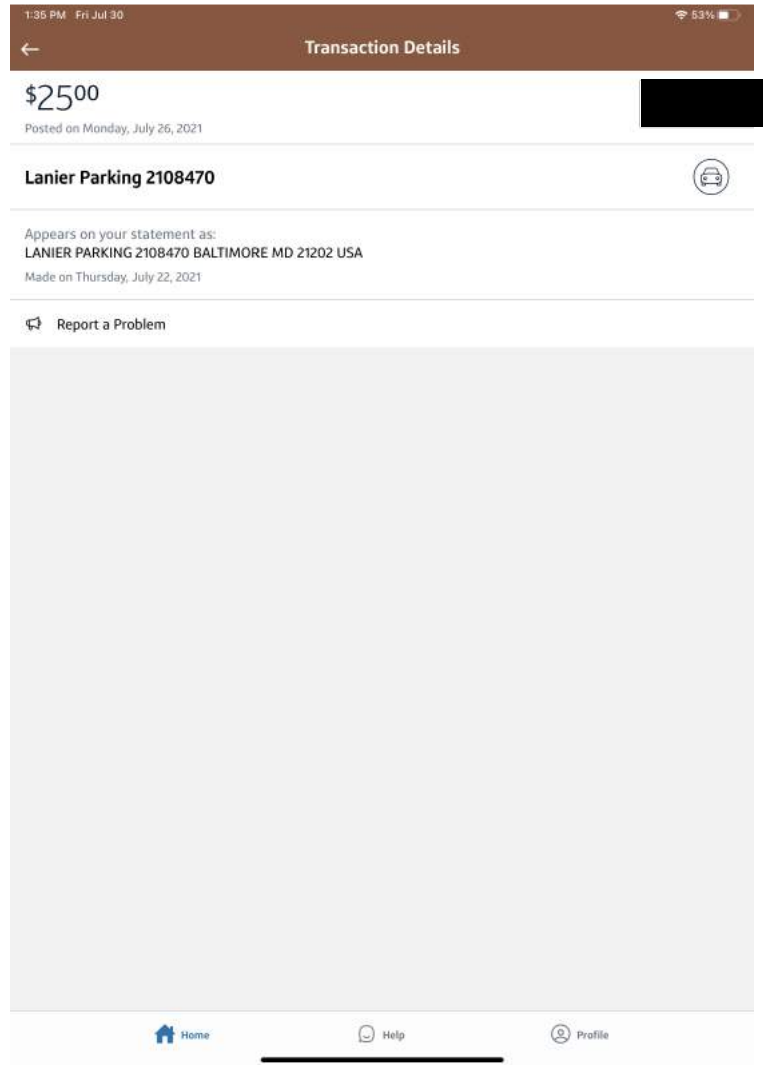 1:35 PM Fri Jul 30 53%
Transaction Details
$2500
Posted on Monday, July 26, 2021
Lanier Parking 2108470
Appears on your statement as:
LANIER PARKING 2108470 BALTIMORE MD 21202 USA
Made on Thursday, July 22, 2021
Report a Problem
Home Help Profile